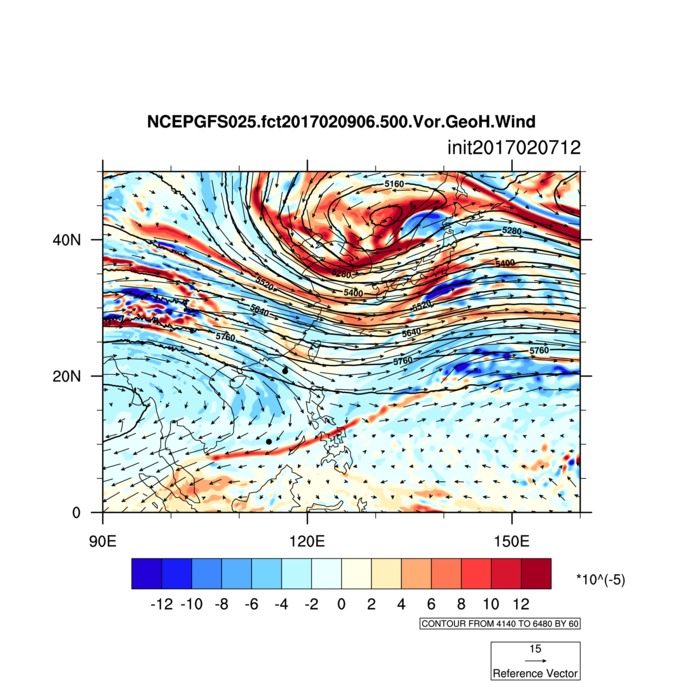 NCEPGFS025.fct2017020906.500.Vor.GeoH.Wind
init2017020712
5160
5280
40N
5400
5280
5520
5400
5520
5640
5640
5760
5760
5760
20N
0
90E 120E 150E
-12 -10 -8 -6 -4 -2 0 2 4 6 8 10 12
*10^(-5)
CONTOUR FROM 4140 TO 6480 BY 60
15
Reference Vector